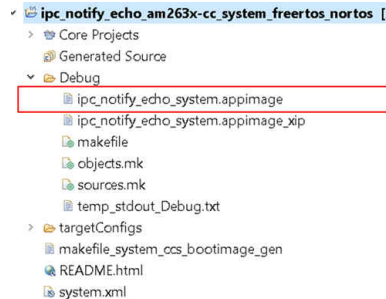 ipc_notify_echo_am263x-cc_system_freertos_nortos [
Core Projects
Generated Source
Debug
ipc_notify_echo_system.appimage
ipc_notify_echo_system.appimage_xip
makefile
objects.mk
sources.mk
temp_stdout_Debug.txt
targetConfigs
makefile_system_ccs_bootimage_gen
README.html
system.xml